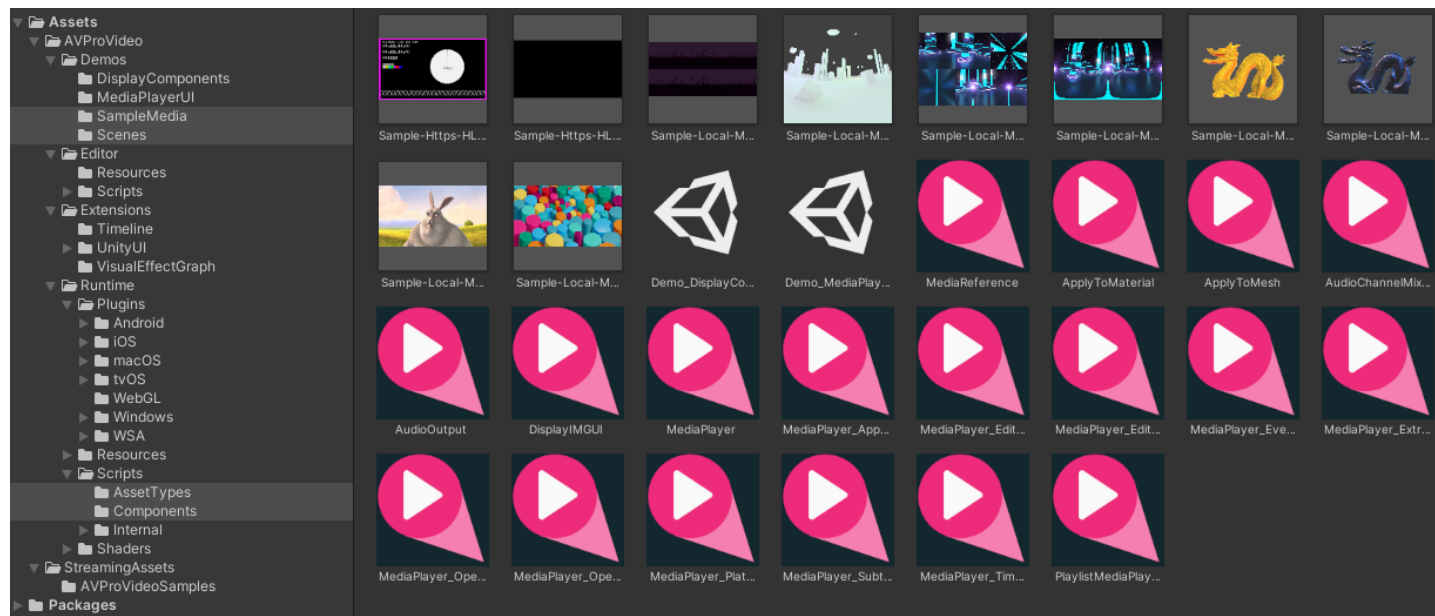 Assets
AVProVideo
Demos
DisplayComponents
MediaPlayerUI
SampleMedia
Scenes
Editor
Resources
Scripts
Extensions
Timeline
UnityUI
VisualEffectGraph
Runtime
Plugins
Android
iOS
macOS
tvOS
WebGL
Windows
WSA
Resources
Scripts
AssetTypes
Components
Internal
Shaders
StreamingAssets
AVProVideoSamples
Packages
Sample-Http​s-HL... Sample-Https-HL... Sample-Local-M... Sample-Local-M... Sample-Local-M... Sample-Local-M... Sample-Local-M... Sample-Local-M...
Sample-Local-M... Sample-Local-M... Demo_DisplayCo... Demo_MediaPlay... MediaReference ApplyToMaterial ApplyToMesh AudioChannelMix...
AudioOutput DisplayIMGUI MediaPlayer MediaPlayer_App... MediaPlayer_Edit... MediaPlayer_Edit... MediaPlayer_Eve... MediaPlayer_Extr...
MediaPlayer_Ope... MediaPlayer_Ope... MediaPlayer_Plat... MediaPlayer_Subt... MediaPlayer_Tim... PlaylistMediaPlay...